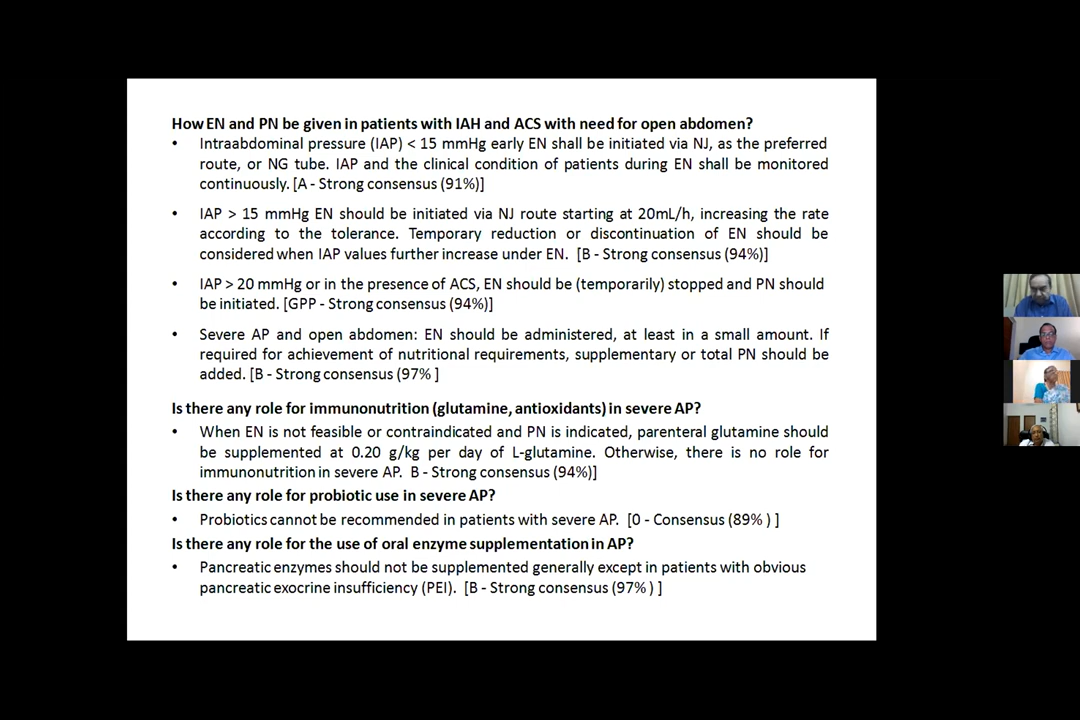 How EN and PN be given in patients with IAH and ACS with need for open abdomen?
• Intraabdominal pressure (IAP) < 15 mmHg early EN shall be initiated via NJ, as the preferred
route, or NG tube. IAP and the clinical condition of patients during EN shall be monitored
continuously. [A - Strong consensus (91%)]
• IAP > 15 mmHg EN should be initiated via NJ route starting at 20mL/h, increasing the rate
according to the tolerance. Temporary reduction or discontinuation of EN should be
considered when IAP values further increase under EN. [B - Strong consensus (94%)]
• IAP > 20 mmHg or in the presence of ACS, EN should be (temporarily) stopped and PN should
be initiated. [GPP - Strong consensus (94%)]
• Severe AP and open abdomen: EN should be administered, at least in a small amount. If
required for achievement of nutritional requirements, supplementary or total PN should be
added. [B - Strong consensus (97% ]
Is there any role for immunonutrition (glutamine, antioxidants) in severe AP?
• When EN is not feasible or contraindicated and PN is indicated, parenteral glutamine should
be supplemented at 0.20 g/kg per day of L-glutamine. Otherwise, there is no role for
immunonutrition in severe AP. B - Strong consensus (94%)]
Is there any role for probiotic use in severe AP?
• Probiotics cannot be recommended in patients with severe AP. [0 - Consensus (89% ) ]
Is there any role for the use of oral enzyme supplementation in AP?
• Pancreatic enzymes should not be supplemented generally except in patients with obvious
pancreatic exocrine insufficiency (PEI). [B - Strong consensus (97% ) ]